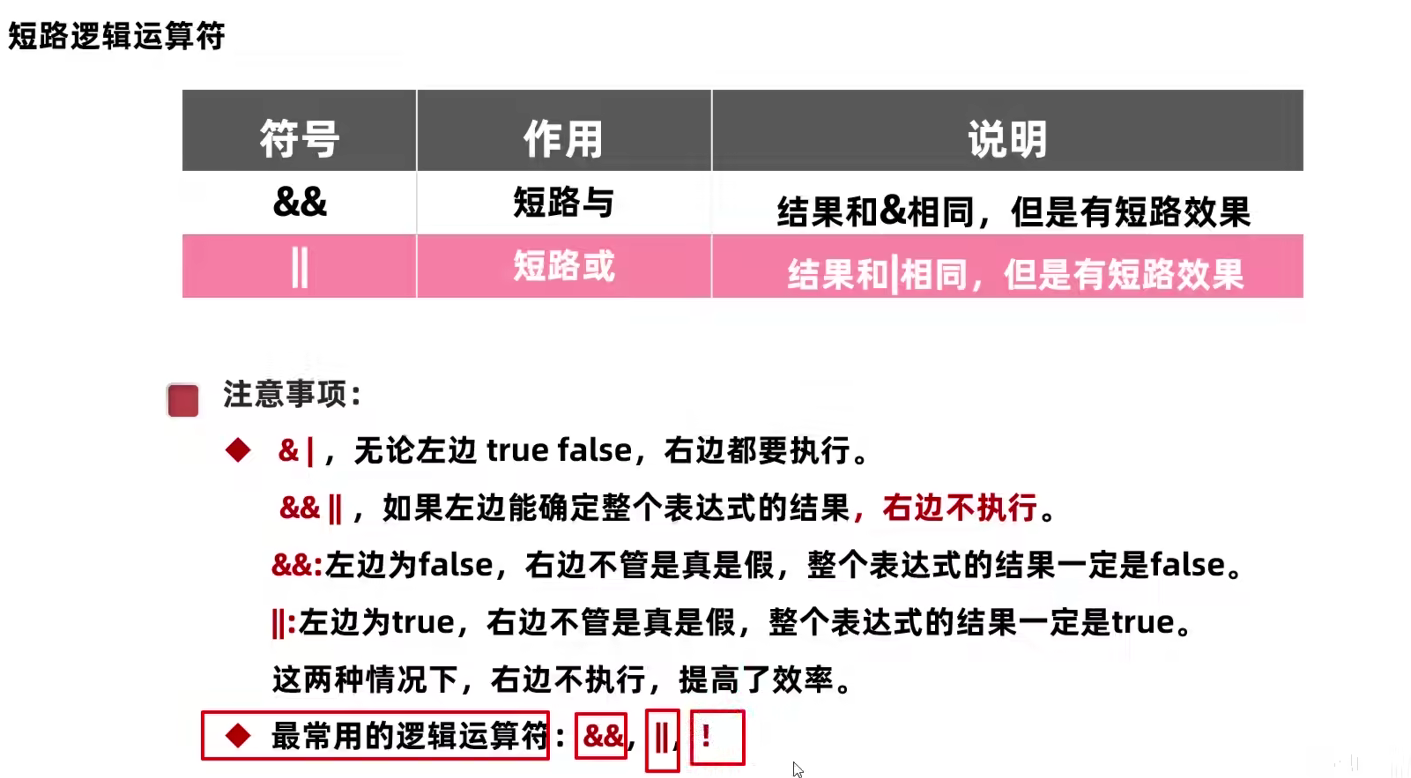 短路逻辑运算符
符号 作用 说明
&& 短路与 结果和&相同，但是有短路效果
|| 短路或 结果和|相同，但是有短路效果
注意事项：
& | ，无论左边 true false，右边都要执行。
&& || ，如果左边能确定整个表达式的结果，右边不执行。
&&:左边为false，右边不管是真是假，整个表达式的结果一定是false。
||:左边为true，右边不管是真是假，整个表达式的结果一定是true。
这两种情况下，右边不执行，提高了效率。
最常用的逻辑运算符：&&, ||, !